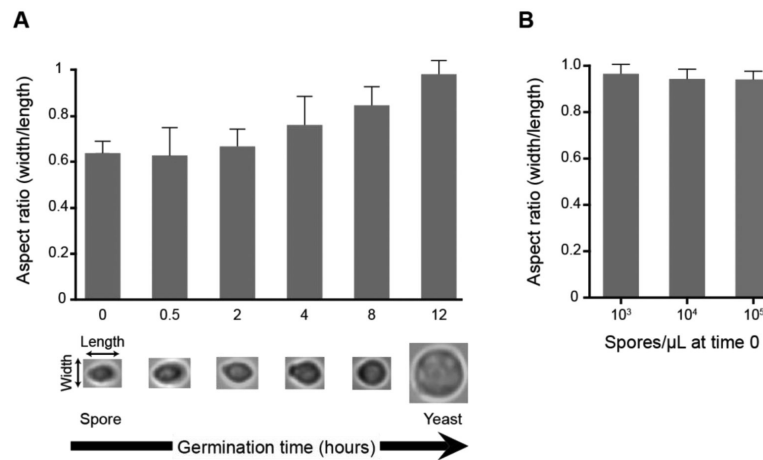 A
Aspect ratio (width/length)
1
0.8
0.6
0.4
0.2
0
0 0.5 2 4 8 12
Length
Width
Spore
Yeast
Germination time (hours)
B
Aspect ratio (width/length)
1.0
0.8
0.6
0.4
0.2
0
10³ 10⁴ 10⁵
Spores/µL at time 0